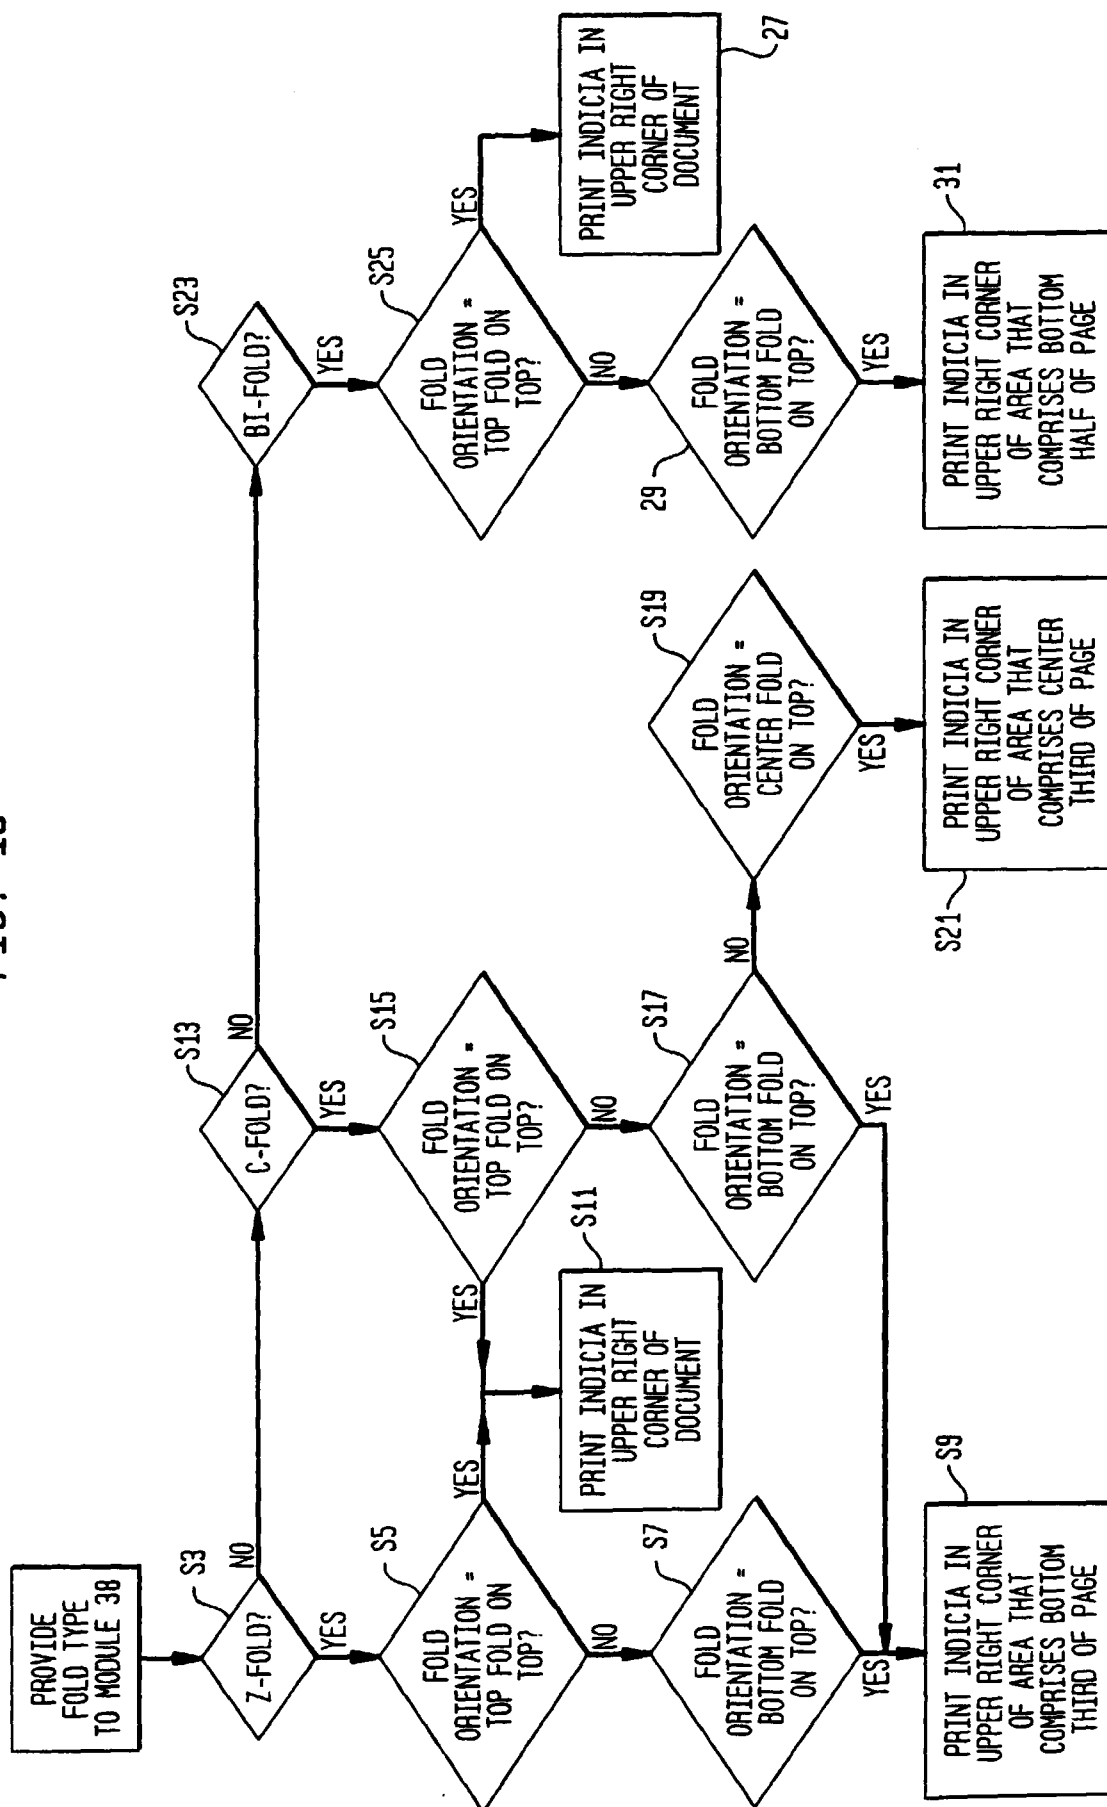 PROVIDE
FOLD TYPE
TO MODULE 38
S3
Z-FOLD?
NO
YES
S13
C-FOLD?
NO
YES
S23
BI-FOLD?
YES
S5
FOLD
ORIENTATION =
TOP FOLD ON
TOP?
YES
NO
S15
FOLD
ORIENTATION =
TOP FOLD ON
TOP?
YES
NO
S25
FOLD
ORIENTATION =
TOP FOLD ON
TOP?
YES
NO
S11
PRINT INDICIA IN
UPPER RIGHT
CORNER OF
DOCUMENT
PRINT INDICIA IN
UPPER RIGHT
CORNER OF
DOCUMENT
27
S7
FOLD
ORIENTATION =
BOTTOM FOLD
ON TOP?
YES
S17
FOLD
ORIENTATION =
BOTTOM FOLD
ON TOP?
NO
YES
S19
FOLD
ORIENTATION =
CENTER FOLD
ON TOP?
YES
29
FOLD
ORIENTATION =
BOTTOM FOLD
ON TOP?
YES
S9
PRINT INDICIA IN
UPPER RIGHT CORNER
OF AREA THAT
COMPRISES BOTTOM
THIRD OF PAGE
S21
PRINT INDICIA IN
UPPER RIGHT CORNER
OF AREA THAT
COMPRISES CENTER
THIRD OF PAGE
31
PRINT INDICIA IN
UPPER RIGHT CORNER
OF AREA THAT
COMPRISES BOTTOM
HALF OF PAGE